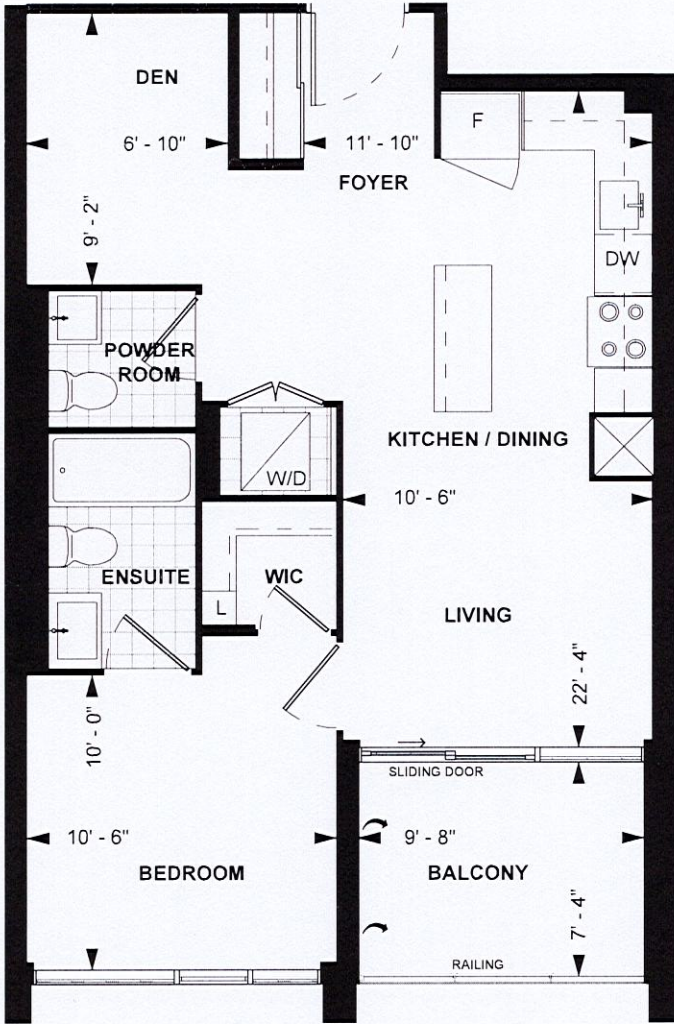 DEN
F
6' - 10"
11' - 10"
FOYER
9' - 2"
DW
POWDER
ROOM
KITCHEN / DINING
W/D
10' - 6"
ENSUITE
WIC
L
LIVING
22' - 4"
10' - 0"
SLIDING DOOR
10' - 6"
9' - 8"
BEDROOM
BALCONY
7' - 4"
RAILING